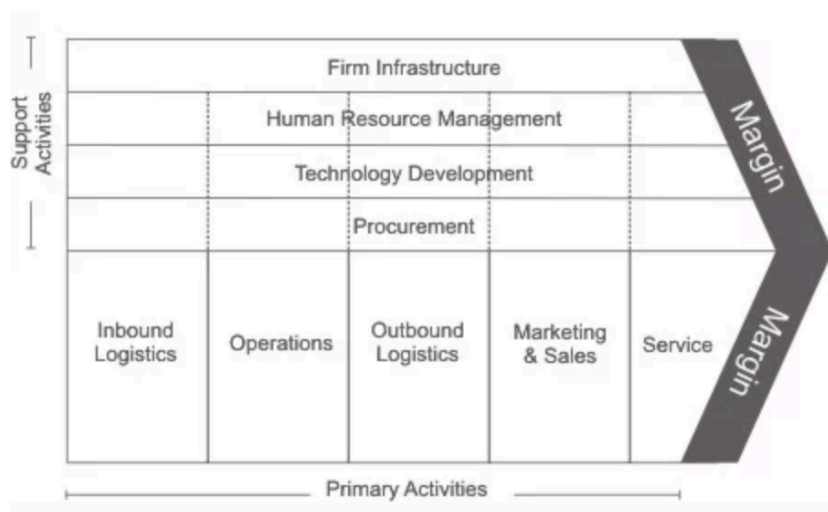 Support
Activities
Firm Infrastructure
Human Resource Management
Technology Development
Procurement
Margin
Inbound
Logistics
Operations
Outbound
Logistics
Marketing
& Sales
Service
Margin
Primary Activities